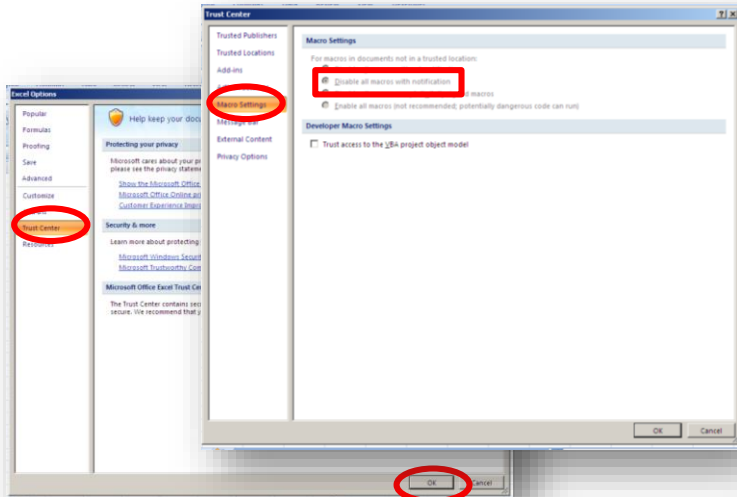 Trust Center
Trusted Publishers
Trusted Locations
Add-ins
Macro Settings
Message Bar
External Content
Privacy Options
Macro Settings
For macros in documents not in a trusted location:
Disable all macros with notification
macros
Enable all macros (not recommended; potentially dangerous code can run)
Developer Macro Settings
Trust access to the VBA project object model
OK
Cancel
Excel Options
Popular
Formulas
Proofing
Save
Advanced
Customize
Trust Center
Resources
Help keep your docu
Protecting your privacy
Microsoft cares about your pr
please see the privacy stateme
Show the Microsoft Office
Microsoft Office Online pri
Customer Experience Impro
Security & more
Learn more about protecting
Microsoft Windows Securit
Microsoft Trustworthy Com
Microsoft Office Excel Trust Ce
The Trust Center contains sec
secure. We recommend that y
OK
Cancel